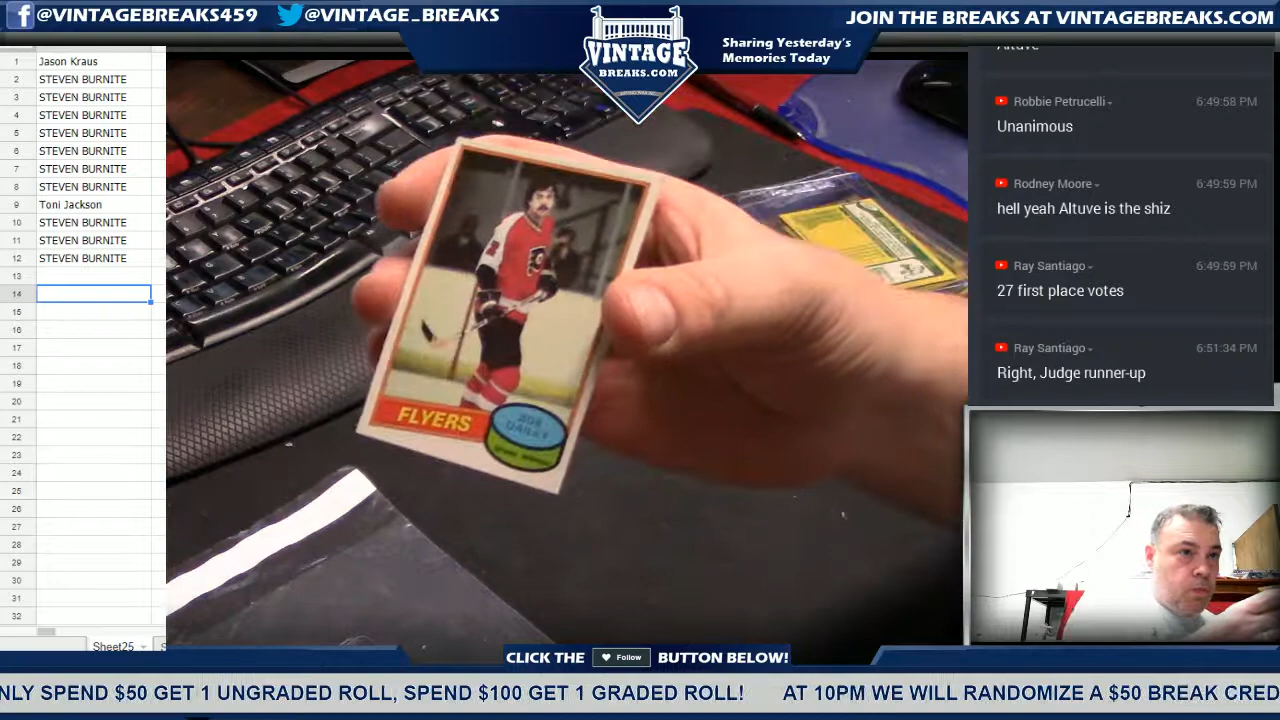 @VINTAGEBREAKS459
@VINTAGE_BREAKS
VINTAGE
BREAKS.COM
Sharing Yesterday's
Memories Today
JOIN THE BREAKS AT VINTAGEBREAKS.COM
1 Jason Kraus
2 STEVEN BURNITE
3 STEVEN BURNITE
4 STEVEN BURNITE
5 STEVEN BURNITE
6 STEVEN BURNITE
7 STEVEN BURNITE
8 STEVEN BURNITE
9 Toni Jackson
10 STEVEN BURNITE
11 STEVEN BURNITE
12 STEVEN BURNITE
13
14
15
16
17
18
19
20
21
22
23
24
25
26
27
28
29
30
31
32
Sheet25
FLYERS
BOB
DAILEY
Altuve
Robbie Petrucelli 6:49:58 PM
Unanimous
Rodney Moore 6:49:59 PM
hell yeah Altuve is the shiz
Ray Santiago 6:49:59 PM
27 first place votes
Ray Santiago 6:51:34 PM
Right, Judge runner-up
CLICK THE Follow BUTTON BELOW!
NLY SPEND $50 GET 1 UNGRADED ROLL, SPEND $100 GET 1 GRADED ROLL! AT 10PM WE WILL RANDOMIZE A $50 BREAK CRED